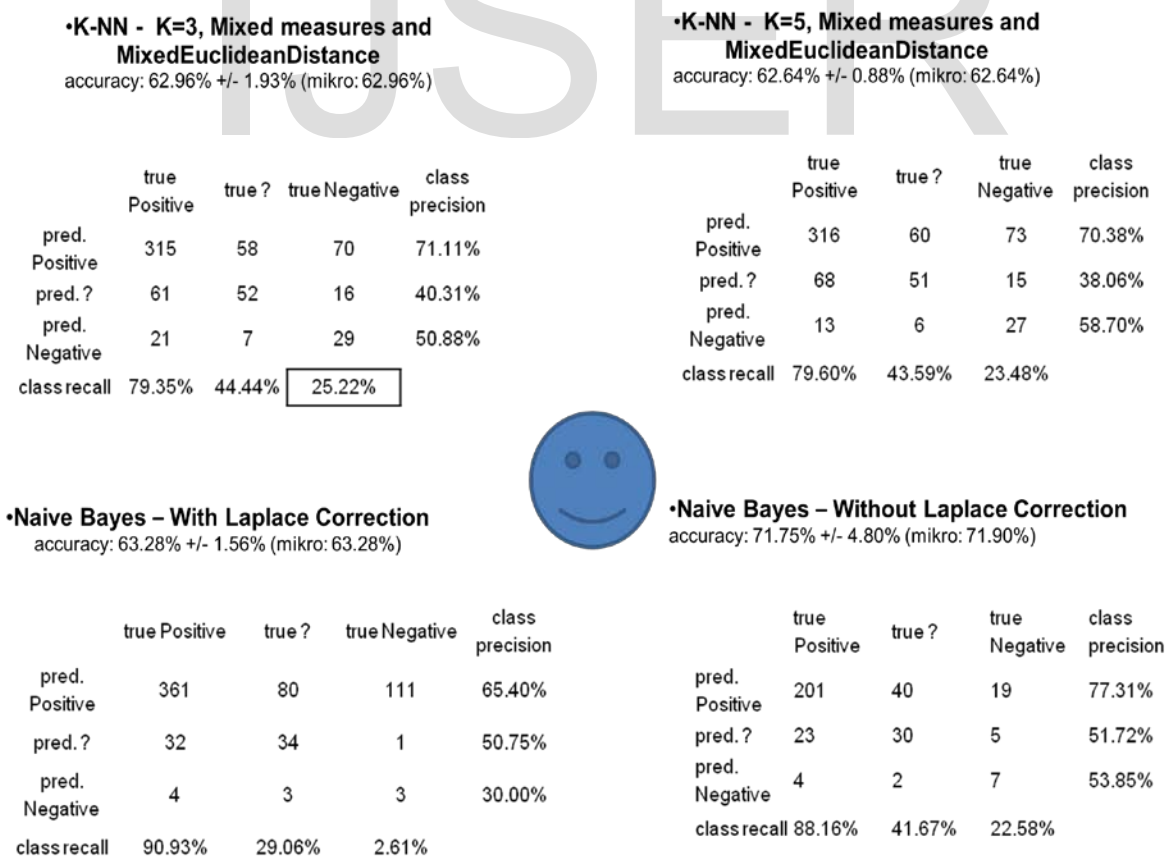 IJSER
•K-NN - K=3, Mixed measures and
MixedEuclideanDistance
accuracy: 62.96% +/- 1.93% (mikro: 62.96%)
true Positive true ? true Negative class precision
pred. Positive 315 58 70 71.11%
pred. ? 61 52 16 40.31%
pred. Negative 21 7 29 50.88%
class recall 79.35% 44.44% 25.22%
•K-NN - K=5, Mixed measures and
MixedEuclideanDistance
accuracy: 62.64% +/- 0.88% (mikro: 62.64%)
true Positive true ? true Negative class precision
pred. Positive 316 60 73 70.38%
pred. ? 68 51 15 38.06%
pred. Negative 13 6 27 58.70%
class recall 79.60% 43.59% 23.48%
•Naive Bayes – With Laplace Correction
accuracy: 63.28% +/- 1.56% (mikro: 63.28%)
true Positive true ? true Negative class precision
pred. Positive 361 80 111 65.40%
pred. ? 32 34 1 50.75%
pred. Negative 4 3 3 30.00%
class recall 90.93% 29.06% 2.61%
•Naive Bayes – Without Laplace Correction
accuracy: 71.75% +/- 4.80% (mikro: 71.90%)
true Positive true ? true Negative class precision
pred. Positive 201 40 19 77.31%
pred. ? 23 30 5 51.72%
pred. Negative 4 2 7 53.85%
class recall 88.16% 41.67% 22.58%